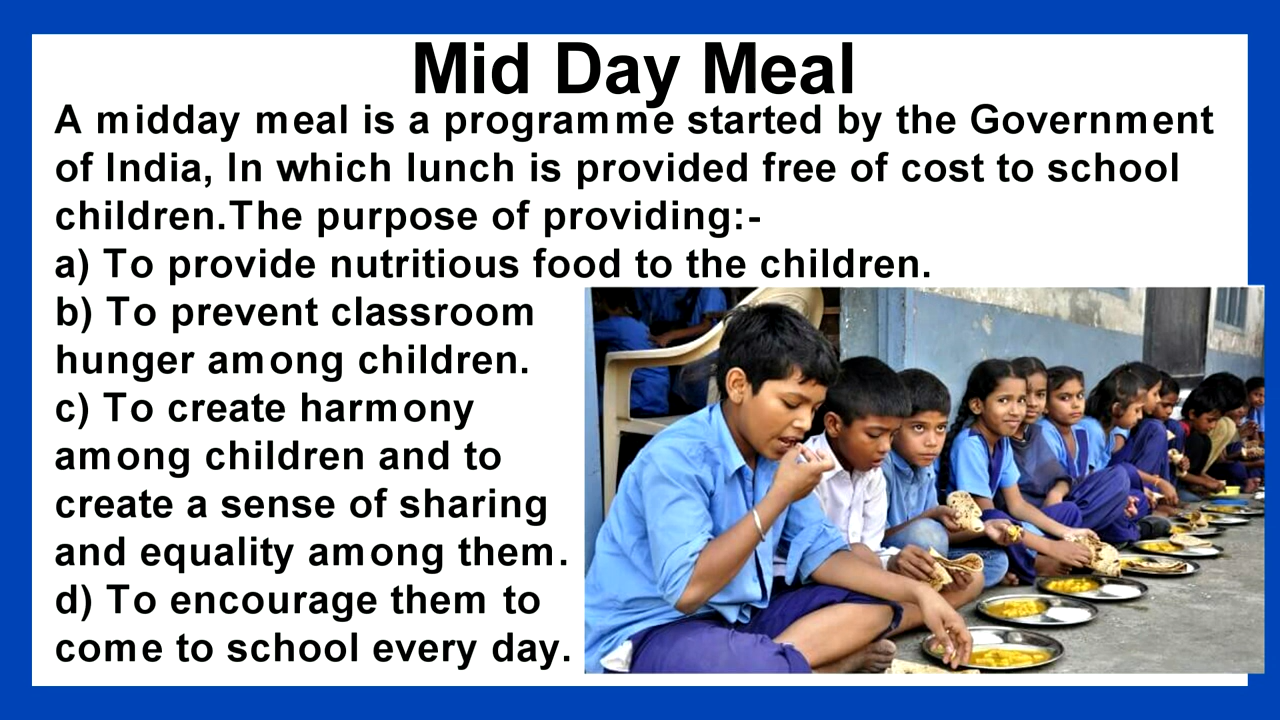 Mid Day Meal
A midday meal is a programme started by the Government
of India, In which lunch is provided free of cost to school
children.The purpose of providing:-
a) To provide nutritious food to the children.
b) To prevent classroom
hunger among children.
c) To create harmony
among children and to
create a sense of sharing
and equality among them.
d) To encourage them to
come to school every day.